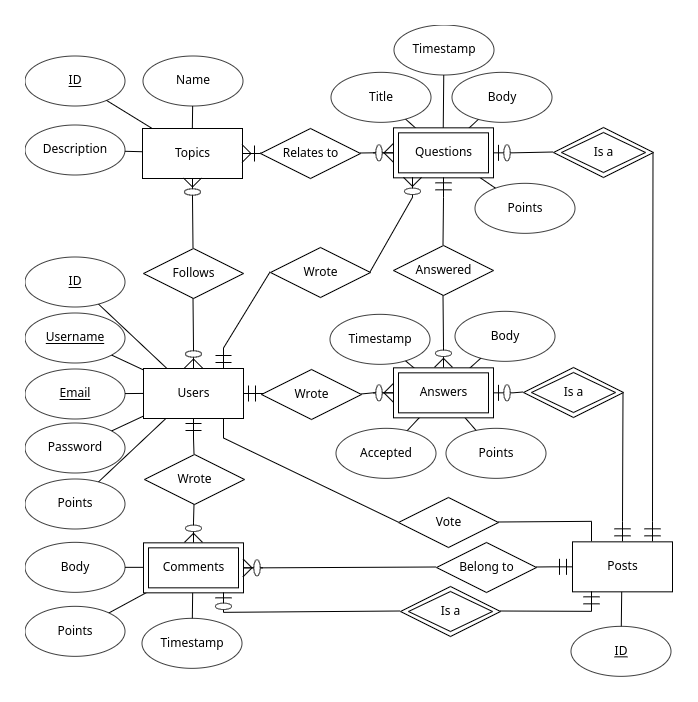 Timestamp
ID
Name
Title
Body
Description
Topics
Relates to
Questions
Is a
Points
Follows
Wrote
Answered
ID
Username
Timestamp
Body
Email
Users
Wrote
Answers
Is a
Password
Accepted
Points
Wrote
Points
Vote
Body
Comments
Belong to
Posts
Is a
Points
Timestamp
ID